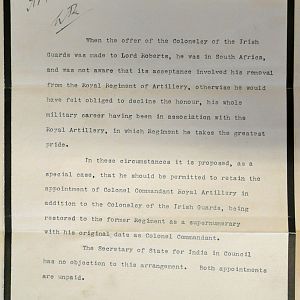 When the offer of the Colonelcy of the Irish
Guards was made to Lord Roberts, he was in South Africa,
and was not aware that its acceptance involved his removal
from the Royal Regiment of Artillery, otherwise he would
have felt obliged to decline the honour, his whole
military career having been in association with the
Royal Artillery, in which Regiment he takes the greatest
pride.
In these circumstances it is proposed, as a
special case, that he should be permitted to retain the
appointment of Colonel Commandant Royal Artillery in
addition to the Colonelcy of the Irish Guards, being
restored to the former Regiment as a supernumerary
with his original date as Colonel Commandant.
The Secretary of State for India in Council
has no objection to this arrangement. Both appointments
are unpaid.